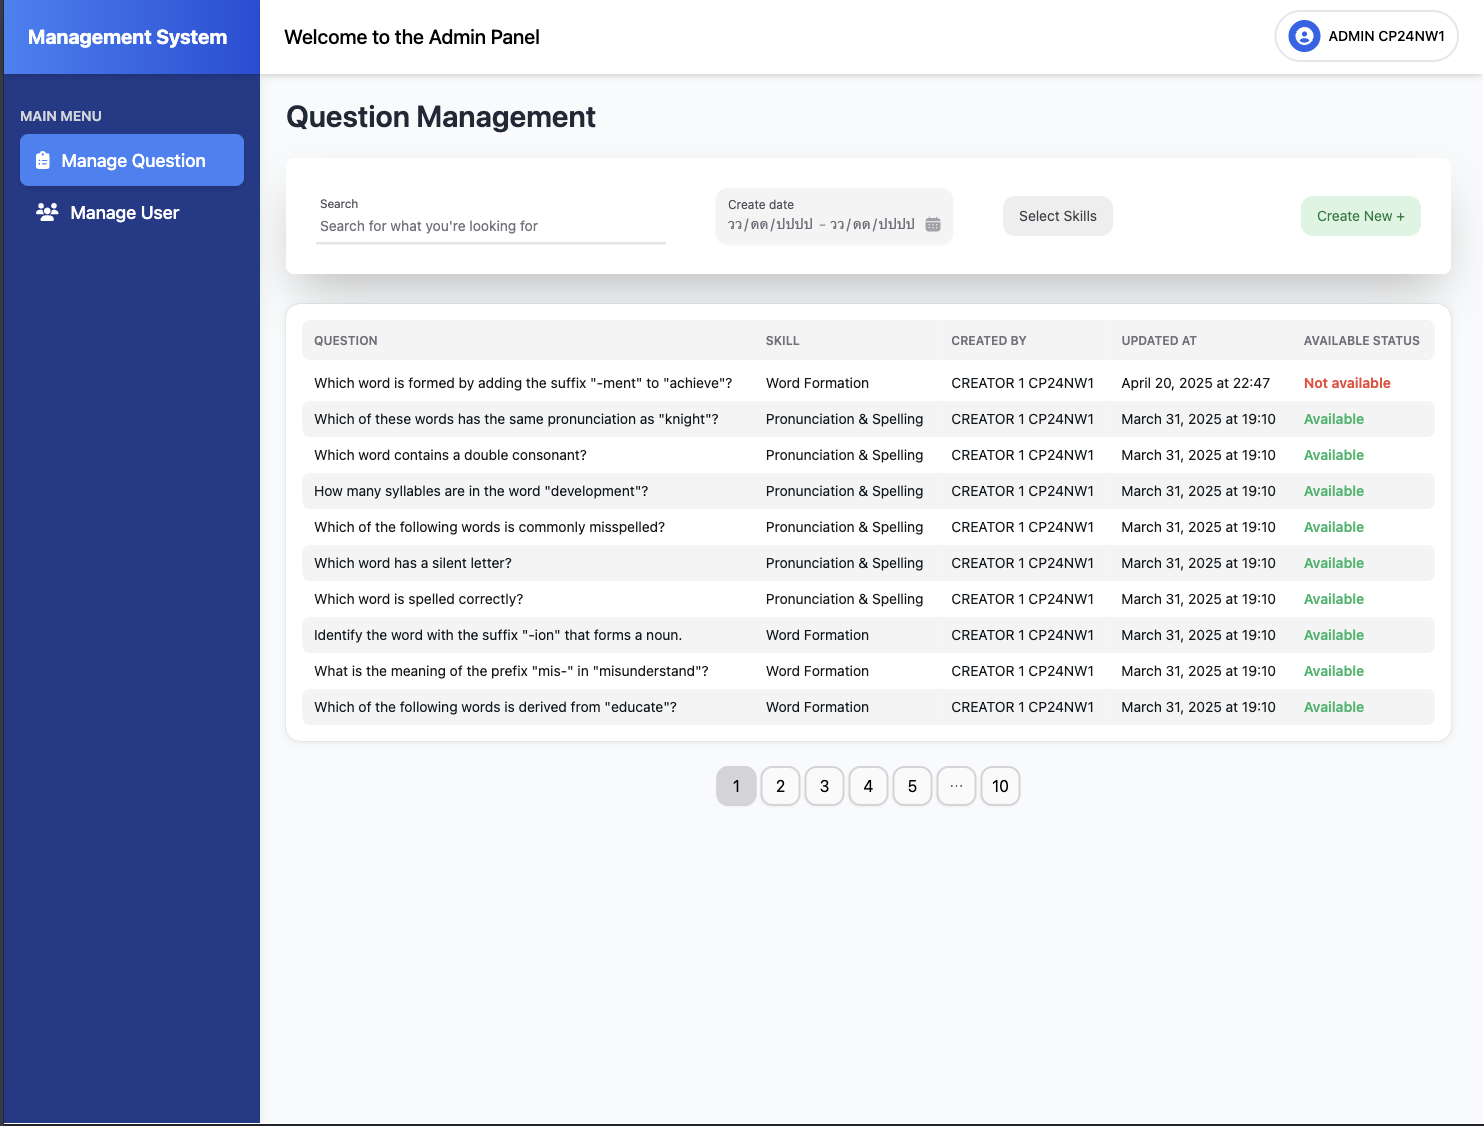 Management System
Welcome to the Admin Panel
ADMIN CP24NW1
MAIN MENU
Manage Question
Manage User
Question Management
Search
Search for what you're looking for
Create date
วว/ดด/ปปปป – วว/ดด/ปปปป
Select Skills
Create New +
QUESTION SKILL CREATED BY UPDATED AT AVAILABLE STATUS
Which word is formed by adding the suffix "-ment" to "achieve"? Word Formation CREATOR 1 CP24NW1 April 20, 2025 at 22:47 Not available
Which of these words has the same pronunciation as "knight"? Pronunciation & Spelling CREATOR 1 CP24NW1 March 31, 2025 at 19:10 Available
Which word contains a double consonant? Pronunciation & Spelling CREATOR 1 CP24NW1 March 31, 2025 at 19:10 Available
How many syllables are in the word "development"? Pronunciation & Spelling CREATOR 1 CP24NW1 March 31, 2025 at 19:10 Available
Which of the following words is commonly misspelled? Pronunciation & Spelling CREATOR 1 CP24NW1 March 31, 2025 at 19:10 Available
Which word has a silent letter? Pronunciation & Spelling CREATOR 1 CP24NW1 March 31, 2025 at 19:10 Available
Which word is spelled correctly? Pronunciation & Spelling CREATOR 1 CP24NW1 March 31, 2025 at 19:10 Available
Identify the word with the suffix "-ion" that forms a noun. Word Formation CREATOR 1 CP24NW1 March 31, 2025 at 19:10 Available
What is the meaning of the prefix "mis-" in "misunderstand"? Word Formation CREATOR 1 CP24NW1 March 31, 2025 at 19:10 Available
Which of the following words is derived from "educate"? Word Formation CREATOR 1 CP24NW1 March 31, 2025 at 19:10 Available
1 2 3 4 5 ... 10